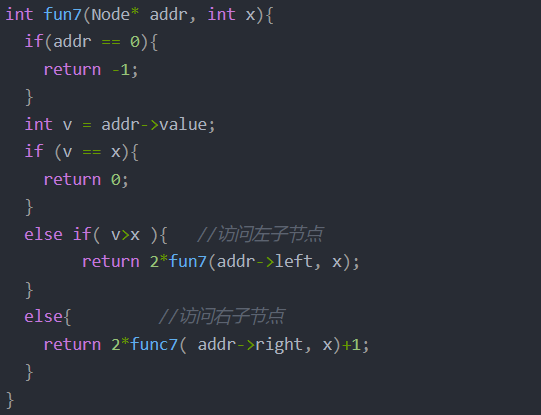 int fun7(Node* addr, int x){
if(addr == 0){
return -1;
}
int v = addr->value;
if (v == x){
return 0;
}
else if( v>x ){ //访问左子节点
return 2*fun7(addr->left, x);
}
else{ //访问右子节点
return 2*func7( addr->right, x)+1;
}
}